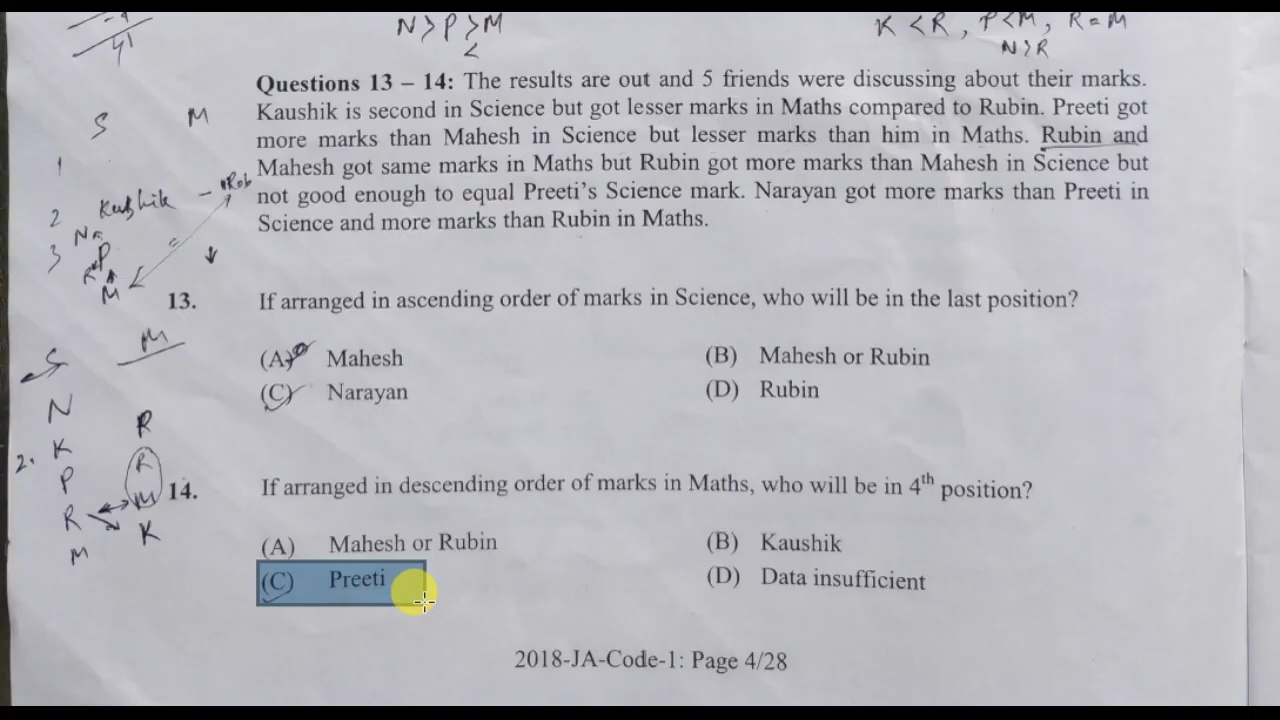 N > P > M
<
K < R , P < M , R = M
N > R
Questions 13 – 14: The results are out and 5 friends were discussing about their marks.
Kaushik is second in Science but got lesser marks in Maths compared to Rubin. Preeti got
more marks than Mahesh in Science but lesser marks than him in Maths. Rubin and
Mahesh got same marks in Maths but Rubin got more marks than Mahesh in Science but
not good enough to equal Preeti's Science mark. Narayan got more marks than Preeti in
Science and more marks than Rubin in Maths.
S M
1
2 Kaushik – Rob
3
P
M
13. If arranged in ascending order of marks in Science, who will be in the last position?
(A) Mahesh (B) Mahesh or Rubin
(C) Narayan (D) Rubin
S M
N R
2. K R
P M
R K
M
14. If arranged in descending order of marks in Maths, who will be in 4th position?
(A) Mahesh or Rubin (B) Kaushik
(C) Preeti (D) Data insufficient
2018-JA-Code-1: Page 4/28